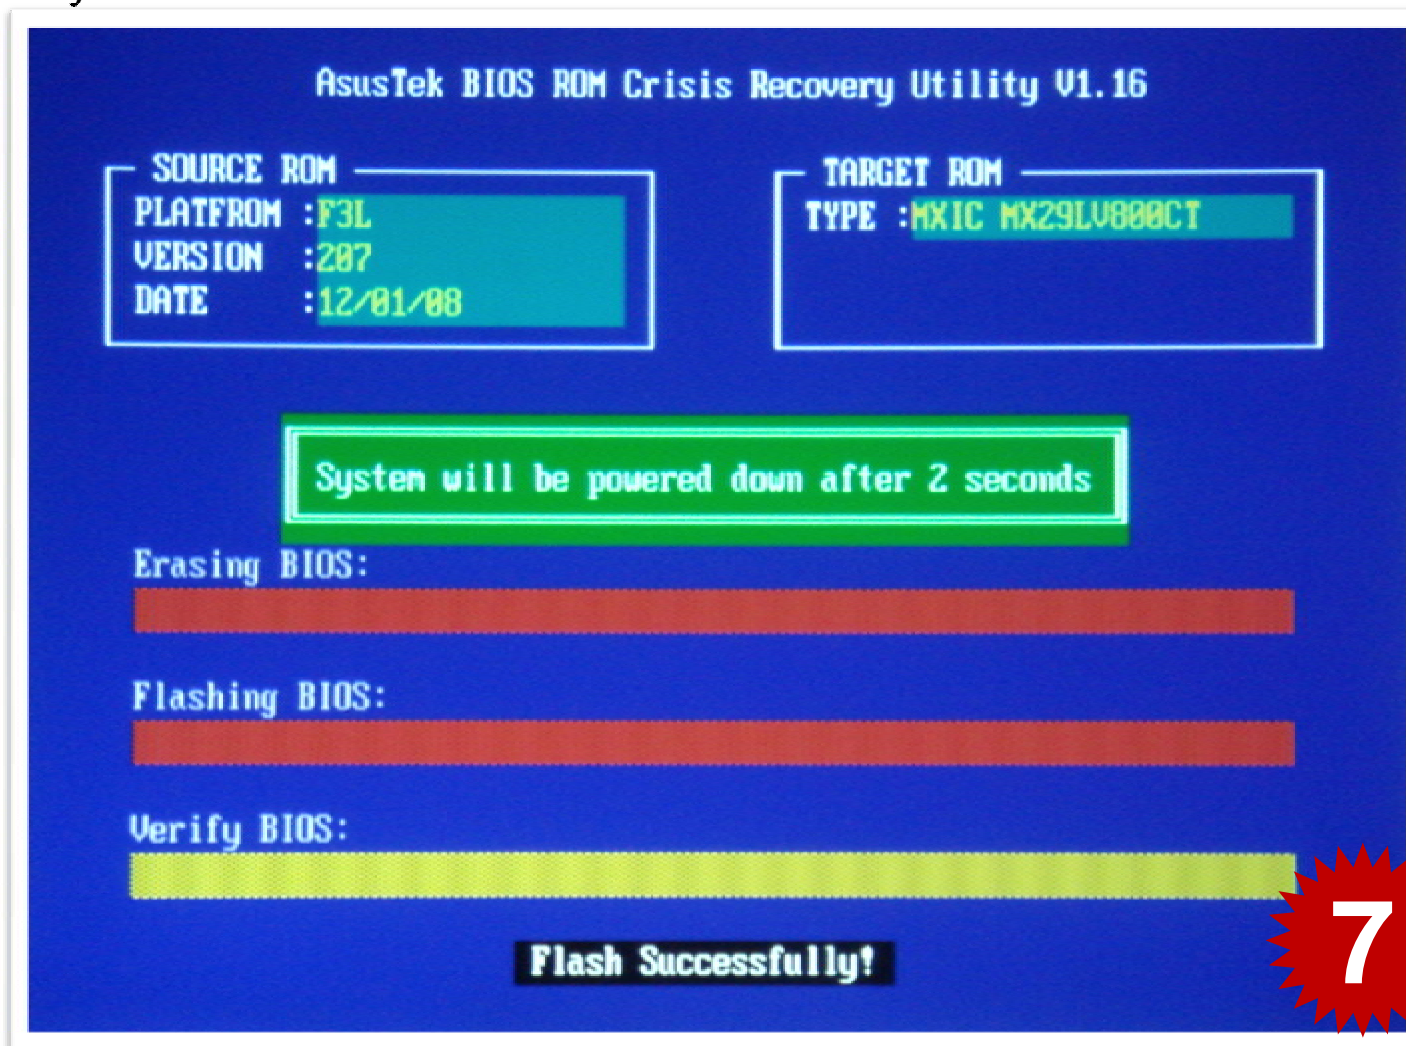 AsusTek BIOS ROM Crisis Recovery Utility V1.16
SOURCE ROM
PLATFROM :F3L
VERSION :207
DATE :12/01/08
TARGET ROM
TYPE :MXIC MX29LV800CT
System will be powered down after 2 seconds
Erasing BIOS:
Flashing BIOS:
Verify BIOS:
Flash Successfully!
7